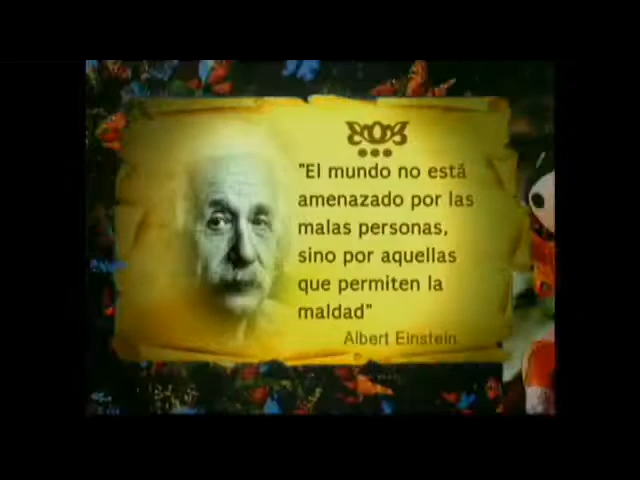 "El mundo no está
amenazado por las
malas personas,
sino por aquellas
que permiten la
maldad"
Albert Einstein